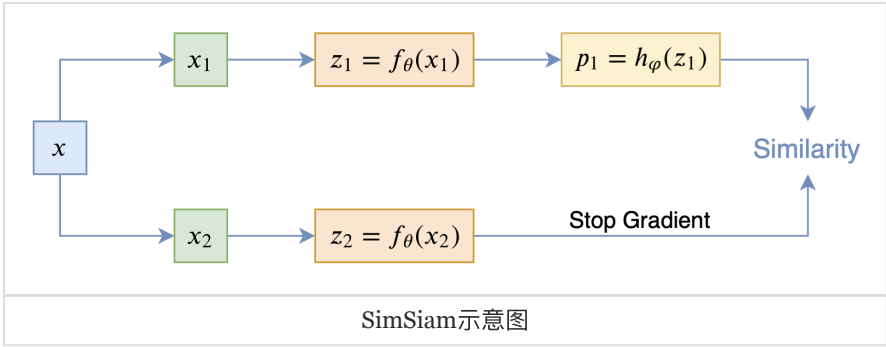 x
x₁
z₁ = f_θ(x₁)
p₁ = h_φ(z₁)
Similarity
x₂
z₂ = f_θ(x₂)
Stop Gradient
SimSiam示意图